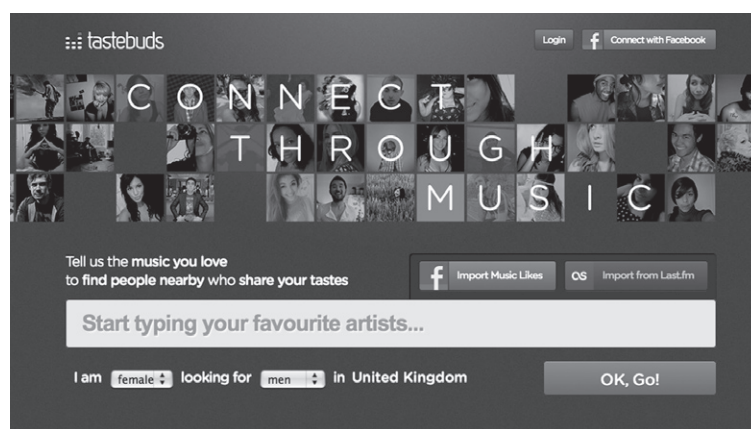 tastebuds
Login
f Connect with Facebook
CONNECT
THROUGH
MUSIC
Tell us the music you love
to find people nearby who share your tastes
f Import Music Likes
as Import from Last.fm
Start typing your favourite artists...
I am female looking for men in United Kingdom
OK, Go!